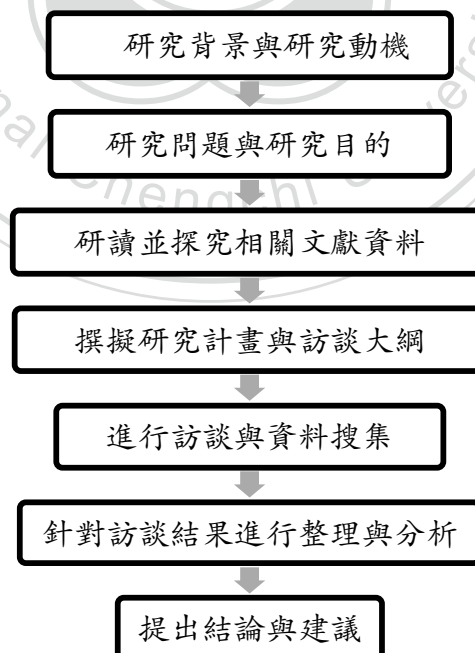 研究背景與研究動機
研究問題與研究目的
研讀並探究相關文獻資料
撰擬研究計畫與訪談大綱
進行訪談與資料搜集
針對訪談結果進行整理與分析
提出結論與建議